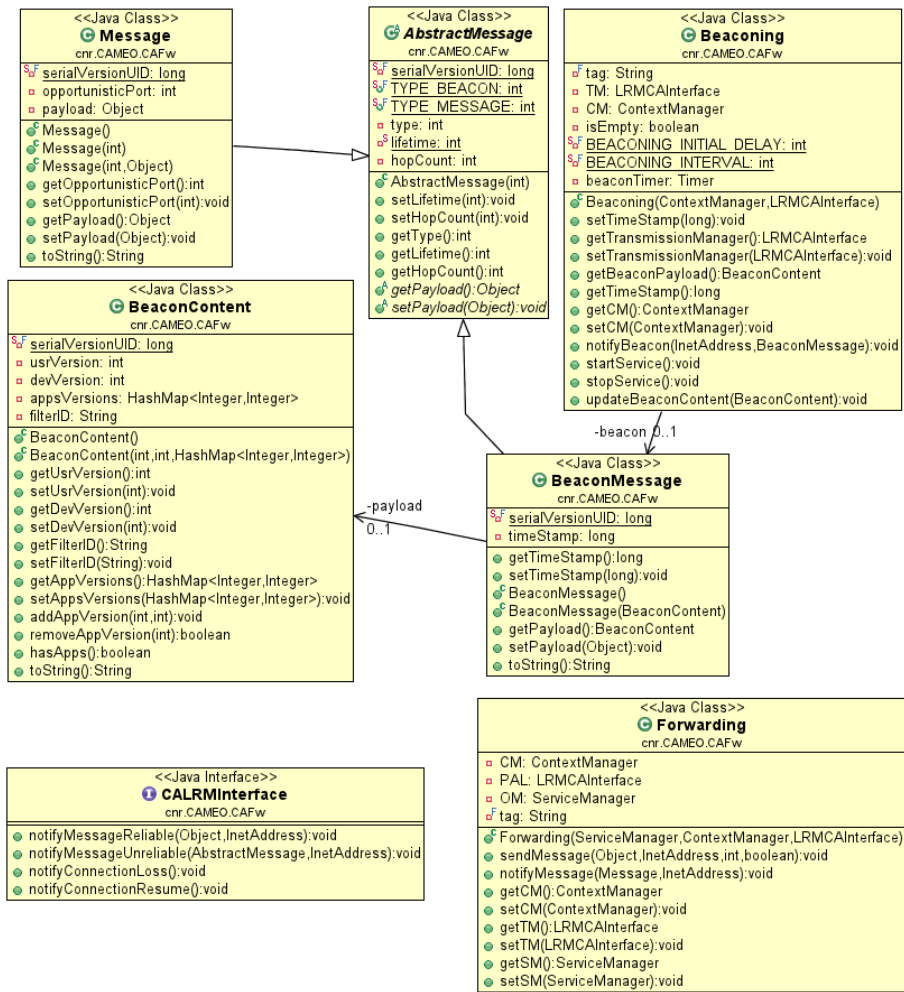 <<Java Class>>
Message
cnr.CAMEO.CAFw
serialVersionUID: long
opportunisticPort: int
payload: Object
Message()
Message(int)
Message(int,Object)
getOpportunisticPort():int
setOpportunisticPort(int):void
getPayload():Object
setPayload(Object):void
toString():String
<<Java Class>>
AbstractMessage
cnr.CAMEO.CAFw
serialVersionUID: long
TYPE_BEACON: int
TYPE_MESSAGE: int
type: int
lifetime: int
hopCount: int
AbstractMessage(int)
setLifetime(int):void
setHopCount(int):void
getType():int
getLifetime():int
getHopCount():int
getPayload():Object
setPayload(Object):void
<<Java Class>>
Beaconing
cnr.CAMEO.CAFw
tag: String
TM: LRMCAInterface
CM: ContextManager
isEmpty: boolean
BEACONING_INITIAL_DELAY: int
BEACONING_INTERVAL: int
beaconTimer: Timer
Beaconing(ContextManager,LRMCAInterface)
setTimeStamp(long):void
getTransmissionManager():LRMCAInterface
setTransmissionManager(LRMCAInterface):void
getBeaconPayload():BeaconContent
getTimeStamp():long
getCM():ContextManager
setCM(ContextManager):void
notifyBeacon(InetAddress,BeaconMessage):void
startService():void
stopService():void
updateBeaconContent(BeaconContent):void
<<Java Class>>
BeaconContent
cnr.CAMEO.CAFw
serialVersionUID: long
usrVersion: int
devVersion: int
appsVersions: HashMap<Integer,Integer>
filterID: String
BeaconContent()
BeaconContent(int,int,HashMap<Integer,Integer>)
getUsrVersion():int
setUsrVersion(int):void
getDevVersion():int
setDevVersion(int):void
getFilterID():String
setFilterID(String):void
getAppVersions():HashMap<Integer,Integer>
setAppsVersions(HashMap<Integer,Integer>):void
addAppVersion(int,int):void
removeAppVersion(int):boolean
hasApps():boolean
toString():String
-beacon 0..1
-payload
0..1
<<Java Class>>
BeaconMessage
cnr.CAMEO.CAFw
serialVersionUID: long
timeStamp: long
getTimeStamp():long
setTimeStamp(long):void
BeaconMessage()
BeaconMessage(BeaconContent)
getPayload():BeaconContent
setPayload(Object):void
toString():String
<<Java Interface>>
CALRMInterface
cnr.CAMEO.CAFw
notifyMessageReliable(Object,InetAddress):void
notifyMessageUnreliable(AbstractMessage,InetAddress):void
notifyConnectionLoss():void
notifyConnectionResume():void
<<Java Class>>
Forwarding
cnr.CAMEO.CAFw
CM: ContextManager
PAL: LRMCAInterface
OM: ServiceManager
tag: String
Forwarding(ServiceManager,ContextManager,LRMCAInterface)
sendMessage(Object,InetAddress,int,boolean):void
notifyMessage(Message,InetAddress):void
getCM():ContextManager
setCM(ContextManager):void
getTM():LRMCAInterface
setTM(LRMCAInterface):void
getSM():ServiceManager
setSM(ServiceManager):void